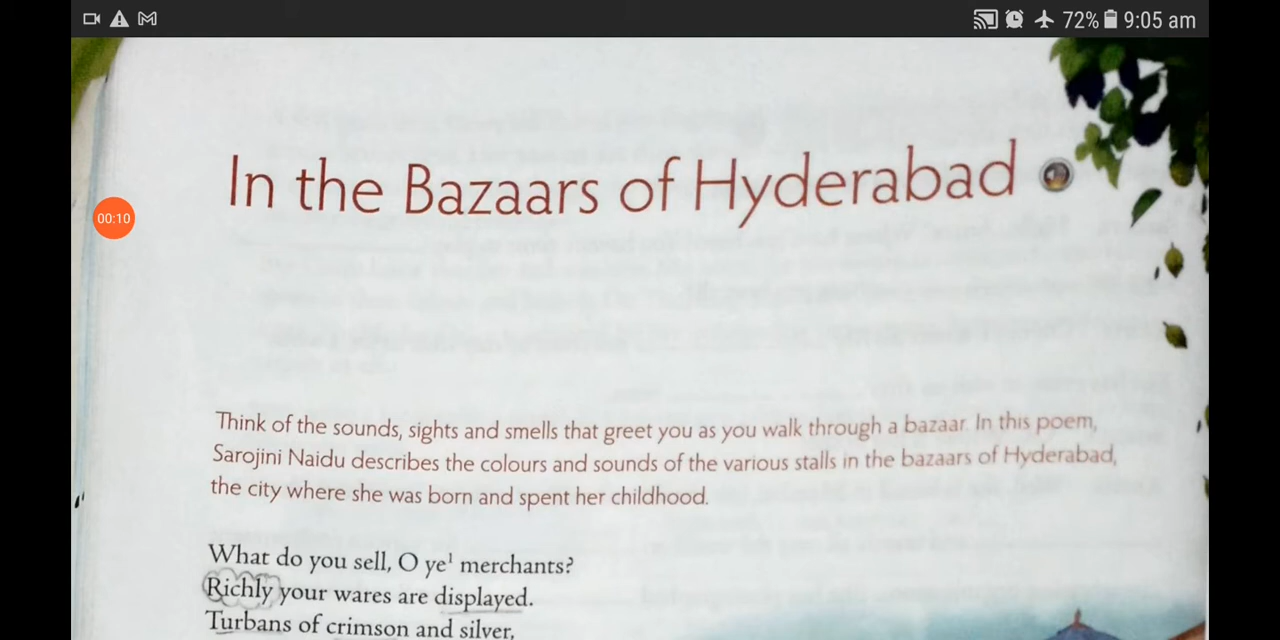 72% 9:05 am
In the Bazaars of Hyderabad
00:10
Think of the sounds, sights and smells that greet you as you walk through a bazaar. In this poem,
Sarojini Naidu describes the colours and sounds of the various stalls in the bazaars of Hyderabad,
the city where she was born and spent her childhood.
What do you sell, O ye¹ merchants?
Richly your wares are displayed.
Turbans of crimson and silver,